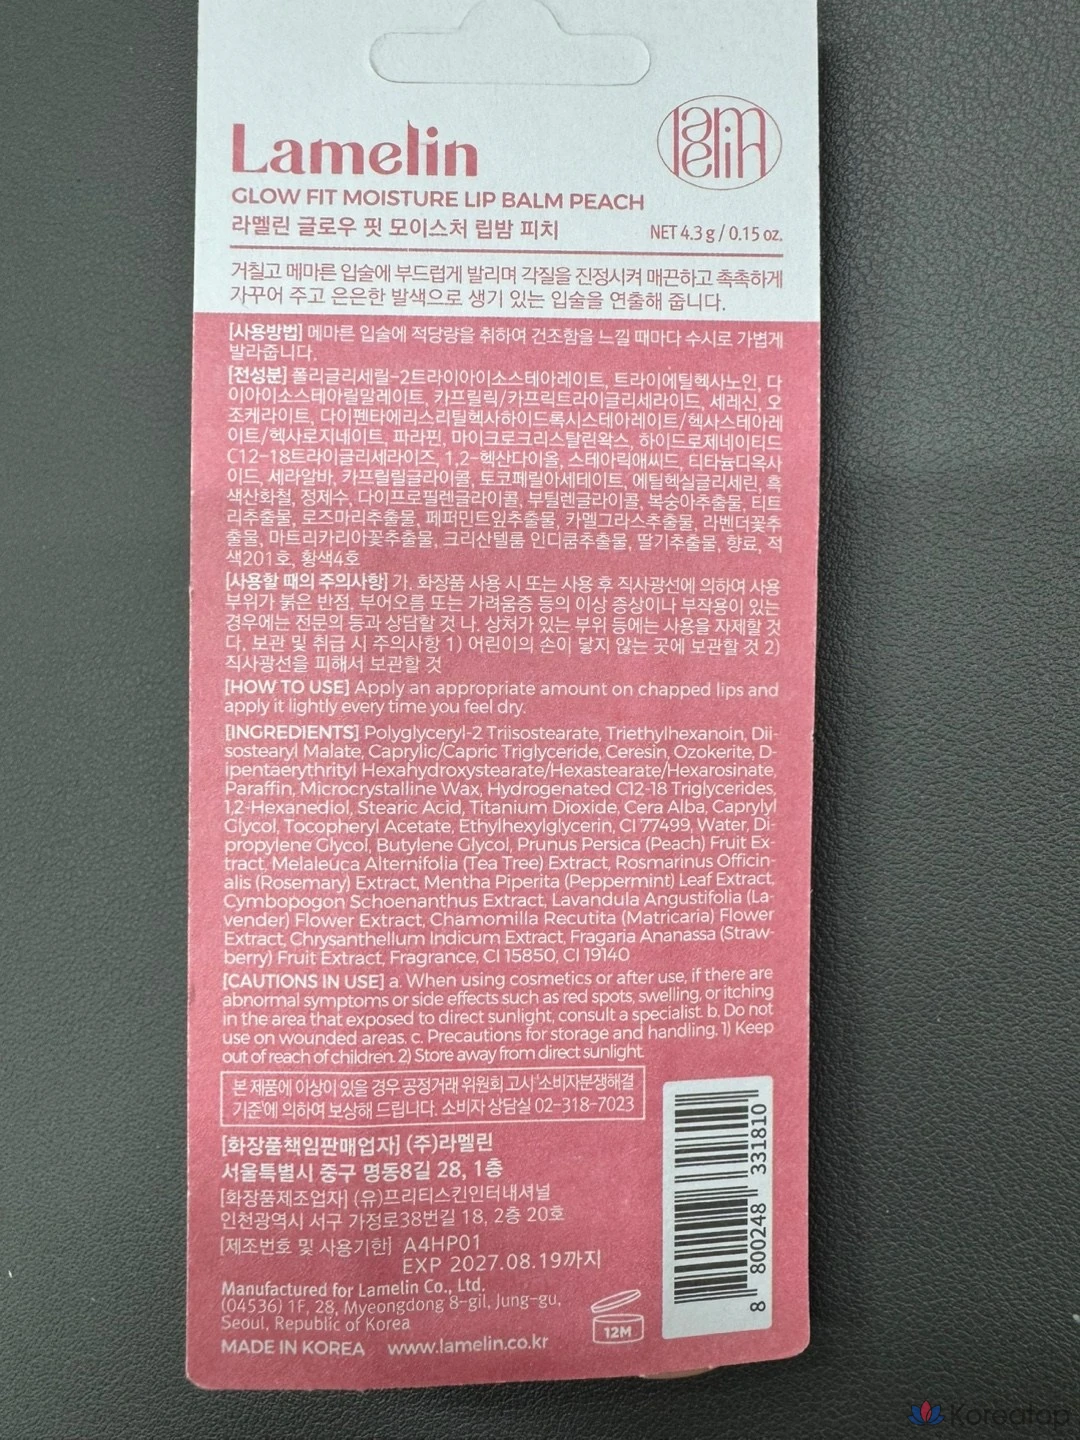 Lamelin
lamelin
GLOW FIT MOISTURE LIP BALM PEACH
라멜린 글로우 핏 모이스처 립밤 피치
NET 4.3 g / 0.15 oz.
거칠고 메마른 입술에 부드럽게 발리며 각질을 진정시켜 매끈하고 촉촉하게
가꾸어 주고 은은한 발색으로 생기 있는 입술을 연출해 줍니다.
[사용방법] 메마른 입술에 적당량을 취하여 건조함을 느낄 때마다 수시로 가볍게
발라줍니다.
[전성분] 폴리글리세릴-2트라이아이소스테아레이트, 트라이에틸헥사노인, 다
이아이소스테아릴말레이트, 카프릴릭/카프릭트라이글리세라이드, 세레신, 오
조케라이트, 다이펜타에리스리틸헥사하이드록시스테아레이트/헥사스테아레
이트/헥사로지네이트, 파라핀, 마이크로크리스탈린왁스, 하이드로제네이티드
C12-18트라이글리세라이즈, 1,2-헥산다이올, 스테아릭애씨드, 티타늄디옥사
이드, 세라알바, 카프릴릴글라이콜, 토코페릴아세테이트, 에틸헥실글리세린, 흑
색산화철, 정제수, 다이프로필렌글라이콜, 부틸렌글라이콜, 복숭아추출물, 티트
리추출물, 로즈마리추출물, 페퍼민트잎추출물, 카멜그라스추출물, 라벤더꽃추
출물, 마트리카리아꽃추출물, 크리산텔룸 인디쿰추출물, 딸기추출물, 향료, 적
색201호, 황색4호
[사용할 때의 주의사항] 가. 화장품 사용 시 또는 사용 후 직사광선에 의하여 사용
부위가 붉은 반점, 부어오름 또는 가려움증 등의 이상 증상이나 부작용이 있는
경우에는 전문의 등과 상담할 것 나. 상처가 있는 부위 등에는 사용을 자제할 것
다. 보관 및 취급 시 주의사항 1) 어린이의 손이 닿지 않는 곳에 보관할 것 2)
직사광선을 피해서 보관할 것
[HOW TO USE] Apply an appropriate amount on chapped lips and
apply it lightly every time you feel dry.
[INGREDIENTS] Polyglyceryl-2 Triisostearate, Triethylhexanoin, Dii-
sostearyl Malate, Caprylic/Capric Triglyceride, Ceresin, Ozokerite, D-
ipentaerythrityl Hexahydroxystearate/Hexastearate/Hexarosinate,
Paraffin, Microcrystalline Wax, Hydrogenated C12-18 Triglycerides,
1,2-Hexanediol, Stearic Acid, Titanium Dioxide, Cera Alba, Caprylyl
Glycol, Tocopheryl Acetate, Ethylhexylglycerin, CI 77499, Water, Di-
propylene Glycol, Butylene Glycol, Prunus Persica (Peach) Fruit Ex-
tract, Melaleuca Alternifolia (Tea Tree) Extract, Rosmarinus Officin-
alis (Rosemary) Extract, Mentha Piperita (Peppermint) Leaf Extract,
Cymbopogon Schoenanthus Extract, Lavandula Angustifolia (La-
vender) Flower Extract, Chamomilla Recutita (Matricaria) Flower
Extract, Chrysanthellum Indicum Extract, Fragaria Ananassa (Straw-
berry) Fruit Extract, Fragrance, CI 15850, CI 19140
[CAUTIONS IN USE] a. When using cosmetics or after use, if there are
abnormal symptoms or side effects such as red spots, swelling, or itching
in the area that exposed to direct sunlight, consult a specialist. b. Do not
use on wounded areas. c. Precautions for storage and handling. 1) Keep
out of reach of children. 2) Store away from direct sunlight.
본 제품에 이상이 있을 경우 공정거래 위원회 고시 '소비자분쟁해결
기준'에 의하여 보상해 드립니다. 소비자 상담실 02-318-7023
[화장품책임판매업자] (주)라멜린
서울특별시 중구 명동8길 28, 1층
[화장품제조업자] (유)프리티스킨인터내셔널
인천광역시 서구 가정로38번길 18, 2층 20호
[제조번호 및 사용기한] A4HP01
EXP 2027.08.19까지
Manufactured for Lamelin Co., Ltd.
(04536) 1F, 28, Myeongdong 8-gil, Jung-gu,
Seoul, Republic of Korea
MADE IN KOREA www.lamelin.co.kr
12M
8 800248 331810
Koreatop